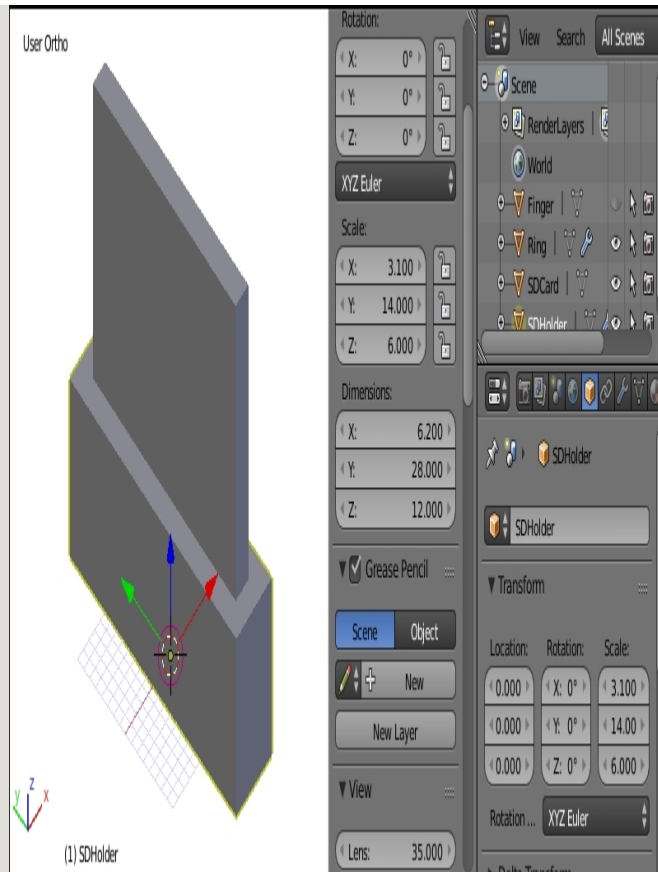 User Ortho
(1) SDHolder
z
y
x
Rotation:
X: 0°
Y: 0°
Z: 0°
XYZ Euler
Scale:
X: 3.100
Y: 14.000
Z: 6.000
Dimensions:
X: 6.200
Y: 28.000
Z: 12.000
Grease Pencil
Scene Object
New
New Layer
View
Lens: 35.000
View Search All Scenes
Scene
RenderLayers
World
Finger
Ring
SDCard
SDHolder
SDHolder
SDHolder
Transform
Location: Rotation: Scale:
0.000 X: 0° 3.100
0.000 Y: 0° 14.00
0.000 Z: 0° 6.000
Rotation ... XYZ Euler
Delta Transform